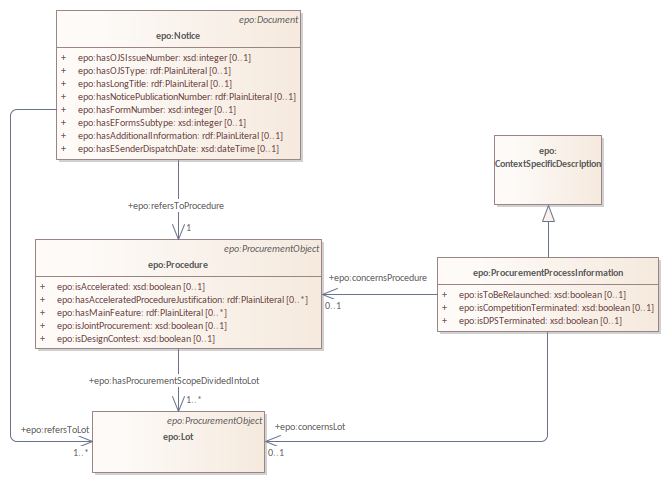 epo:Document
epo:Notice
+ epo:hasOJSIssueNumber: xsd:integer [0..1]
+ epo:hasOJSType: rdf:PlainLiteral [0..1]
+ epo:hasLongTitle: rdf:PlainLiteral [0..1]
+ epo:hasNoticePublicationNumber: rdf:PlainLiteral [0..1]
+ epo:hasFormNumber: xsd:integer [0..1]
+ epo:hasEFormsSubtype: xsd:integer [0..1]
+ epo:hasAdditionalInformation: rdf:PlainLiteral [0..1]
+ epo:hasESenderDispatchDate: xsd:dateTime [0..1]
epo:
ContextSpecificDescription
+epo:refersToProcedure
1
epo:ProcurementObject
epo:Procedure
+ epo:isAccelerated: xsd:boolean [0..1]
+ epo:hasAcceleratedProcedureJustification: rdf:PlainLiteral [0..*]
+ epo:hasMainFeature: rdf:PlainLiteral [0..*]
+ epo:isJointProcurement: xsd:boolean [0..1]
+ epo:isDesignContest: xsd:boolean [0..1]
+epo:concernsProcedure
0..1
epo:ProcurementProcessInformation
+ epo:isToBeRelaunched: xsd:boolean [0..1]
+ epo:isCompetitionTerminated: xsd:boolean [0..1]
+ epo:isDPSTerminated: xsd:boolean [0..1]
+epo:hasProcurementScopeDividedIntoLot
1..*
+epo:refersToLot
1..*
epo:ProcurementObject
epo:Lot
+epo:concernsLot
0..1